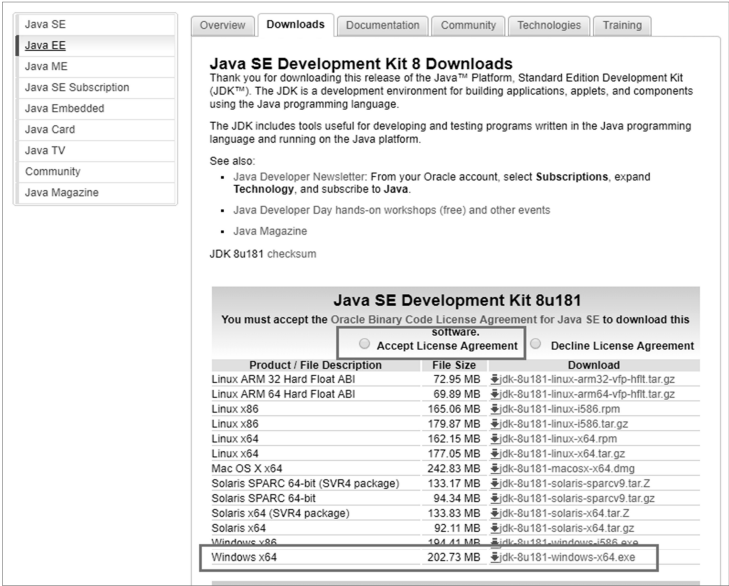 Java SE
Java EE
Java ME
Java SE Subscription
Java Embedded
Java Card
Java TV
Community
Java Magazine
Overview Downloads Documentation Community Technologies Training
Java SE Development Kit 8 Downloads
Thank you for downloading this release of the Java™ Platform, Standard Edition Development Kit
(JDK™). The JDK is a development environment for building applications, applets, and components
using the Java programming language.
The JDK includes tools useful for developing and testing programs written in the Java programming
language and running on the Java platform.
See also:
▪ Java Developer Newsletter: From your Oracle account, select Subscriptions, expand
Technology, and subscribe to Java.
▪ Java Developer Day hands-on workshops (free) and other events
▪ Java Magazine
JDK 8u181 checksum
Java SE Development Kit 8u181
You must accept the Oracle Binary Code License Agreement for Java SE to download this
software.
Accept License Agreement Decline License Agreement
Product / File Description File Size Download
Linux ARM 32 Hard Float ABI 72.95 MB jdk-8u181-linux-arm32-vfp-hflt.tar.gz
Linux ARM 64 Hard Float ABI 69.89 MB jdk-8u181-linux-arm64-vfp-hflt.tar.gz
Linux x86 165.06 MB jdk-8u181-linux-i586.rpm
Linux x86 179.87 MB jdk-8u181-linux-i586.tar.gz
Linux x64 162.15 MB jdk-8u181-linux-x64.rpm
Linux x64 177.05 MB jdk-8u181-linux-x64.tar.gz
Mac OS X x64 242.83 MB jdk-8u181-macosx-x64.dmg
Solaris SPARC 64-bit (SVR4 package) 133.17 MB jdk-8u181-solaris-sparcv9.tar.Z
Solaris SPARC 64-bit 94.34 MB jdk-8u181-solaris-sparcv9.tar.gz
Solaris x64 (SVR4 package) 133.83 MB jdk-8u181-solaris-x64.tar.Z
Solaris x64 92.11 MB jdk-8u181-solaris-x64.tar.gz
Windows x86 194.41 MB jdk-8u181-windows-i586.exe
Windows x64 202.73 MB jdk-8u181-windows-x64.exe